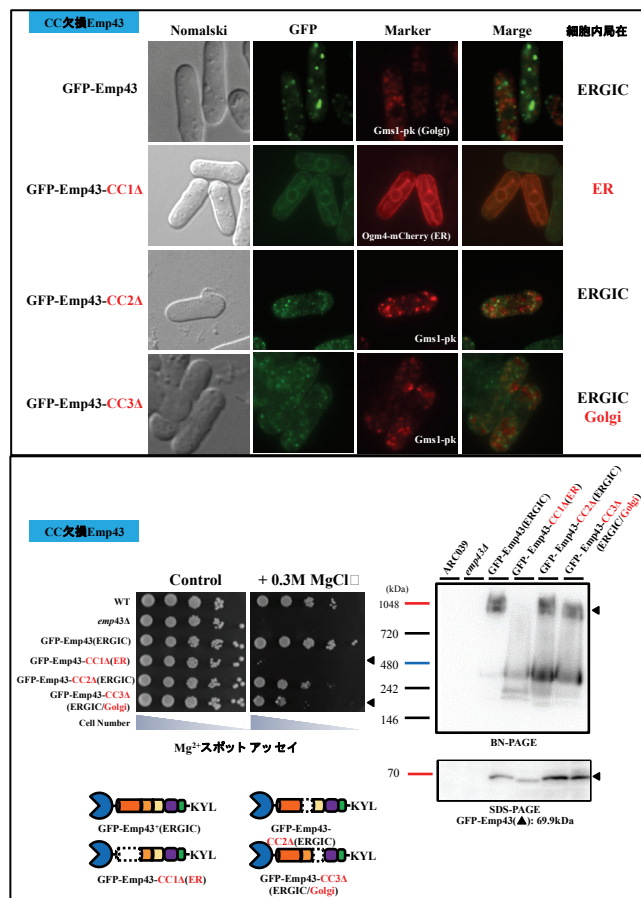 CC欠損Emp43
Nomalski GFP Marker Marge 細胞内局在
GFP-Emp43
Gms1-pk (Golgi)
ERGIC
GFP-Emp43-CC1Δ
Ogm4-mCherry (ER)
ER
GFP-Emp43-CC2Δ
Gms1-pk
ERGIC
GFP-Emp43-CC3Δ
Gms1-pk
ERGIC
Golgi
CC欠損Emp43
Control + 0.3M MgCl□
WT
emp43Δ
GFP-Emp43(ERGIC)
GFP-Emp43-CC1Δ(ER)
GFP-Emp43-CC2Δ(ERGIC)
GFP-Emp43-CC3Δ
(ERGIC/Golgi)
Cell Number
Mg²⁺スポット アッセイ
ARC039
emp43Δ
GFP-Emp43(ERGIC)
GFP- Emp43-CC1Δ(ER)
GFP- Emp43-CC2Δ(ERGIC)
GFP- Emp43-CC3Δ
(ERGIC/Golgi)
(kDa)
1048
720
480
242
146
BN-PAGE
70
SDS-PAGE
GFP-Emp43(▲): 69.9kDa
KYL
GFP-Emp43⁺(ERGIC)
KYL
GFP-Emp43-
CC2Δ(ERGIC)
KYL
GFP-Emp43-CC1Δ(ER)
KYL
GFP-Emp43-CC3Δ
(ERGIC/Golgi)